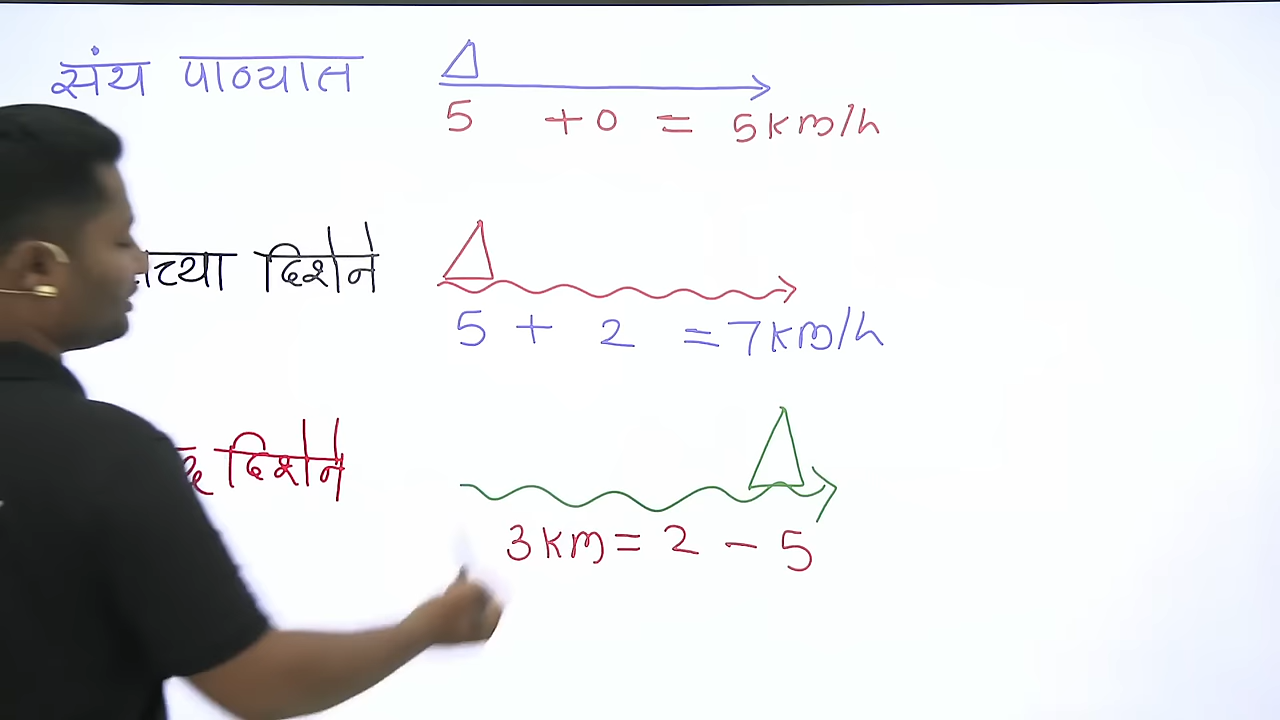 संथ पाण्यात
5 +0 = 5km/h
दिशेने
5 + 2 = 7km/h
दिशेने
3km = 2 - 5